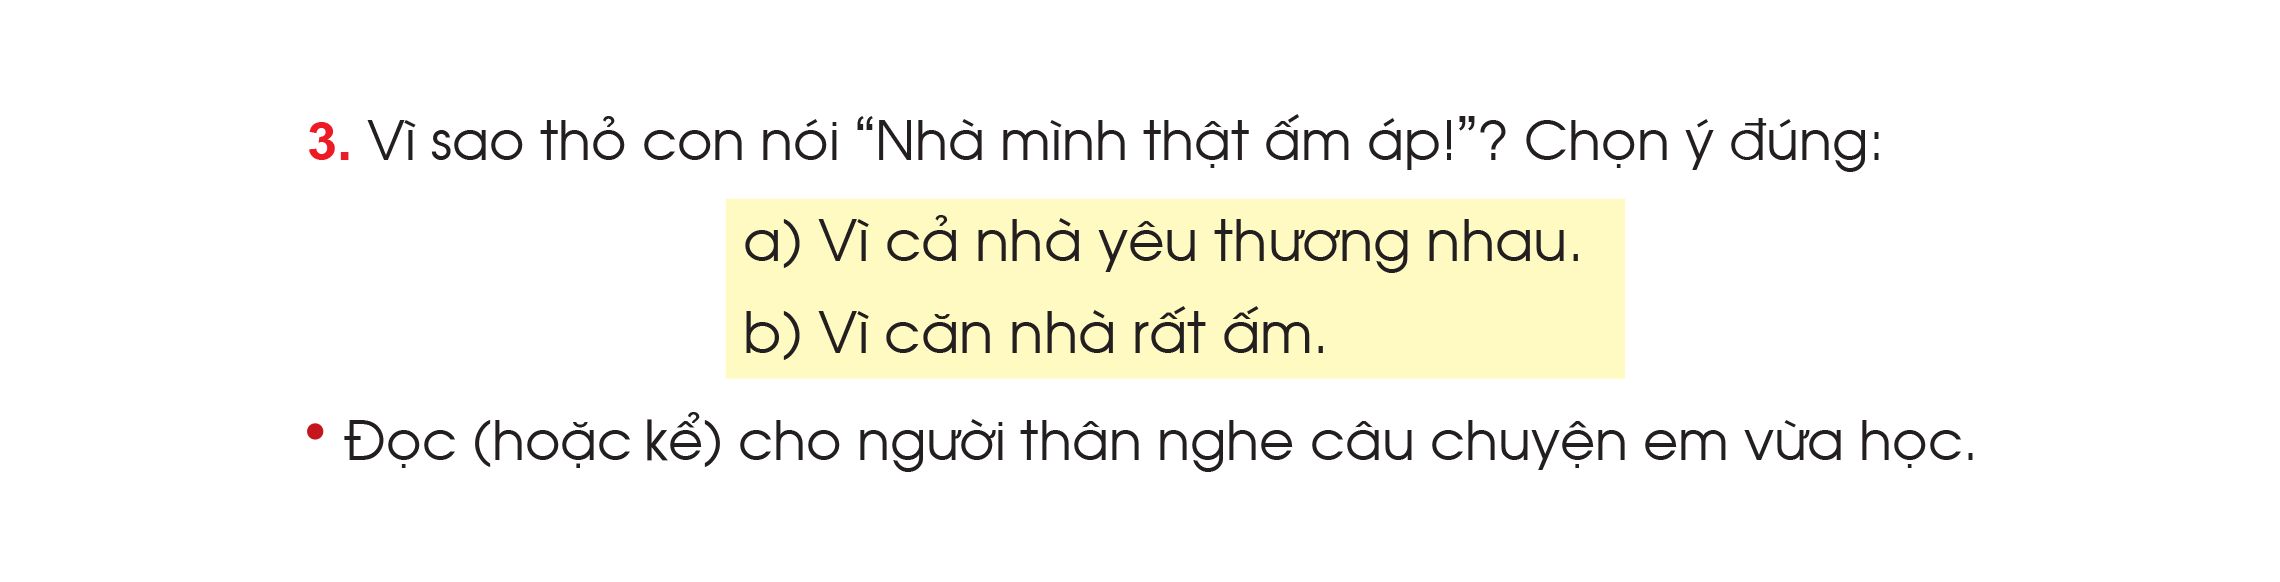 3. Vì sao thỏ con nói “Nhà mình thật ấm áp!”? Chọn ý đúng:
a) Vì cả nhà yêu thương nhau.
b) Vì căn nhà rất ấm.
• Đọc (hoặc kể) cho người thân nghe câu chuyện em vừa học.